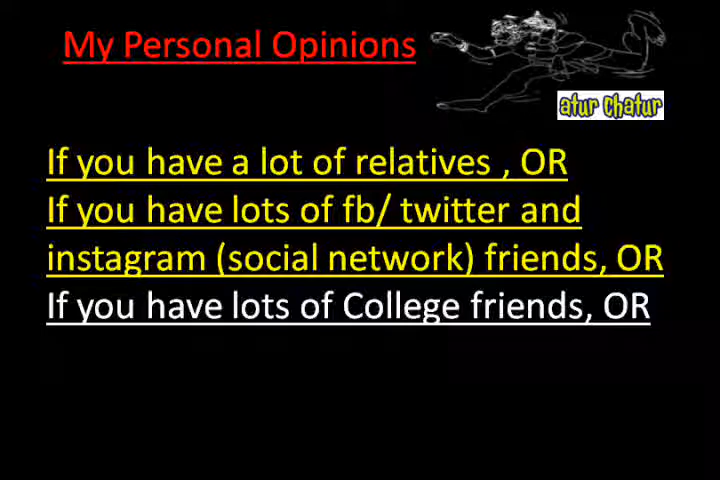 My Personal Opinions
atur Chatur
If you have a lot of relatives , OR
If you have lots of fb/ twitter and
instagram (social network) friends, OR
If you have lots of College friends, OR